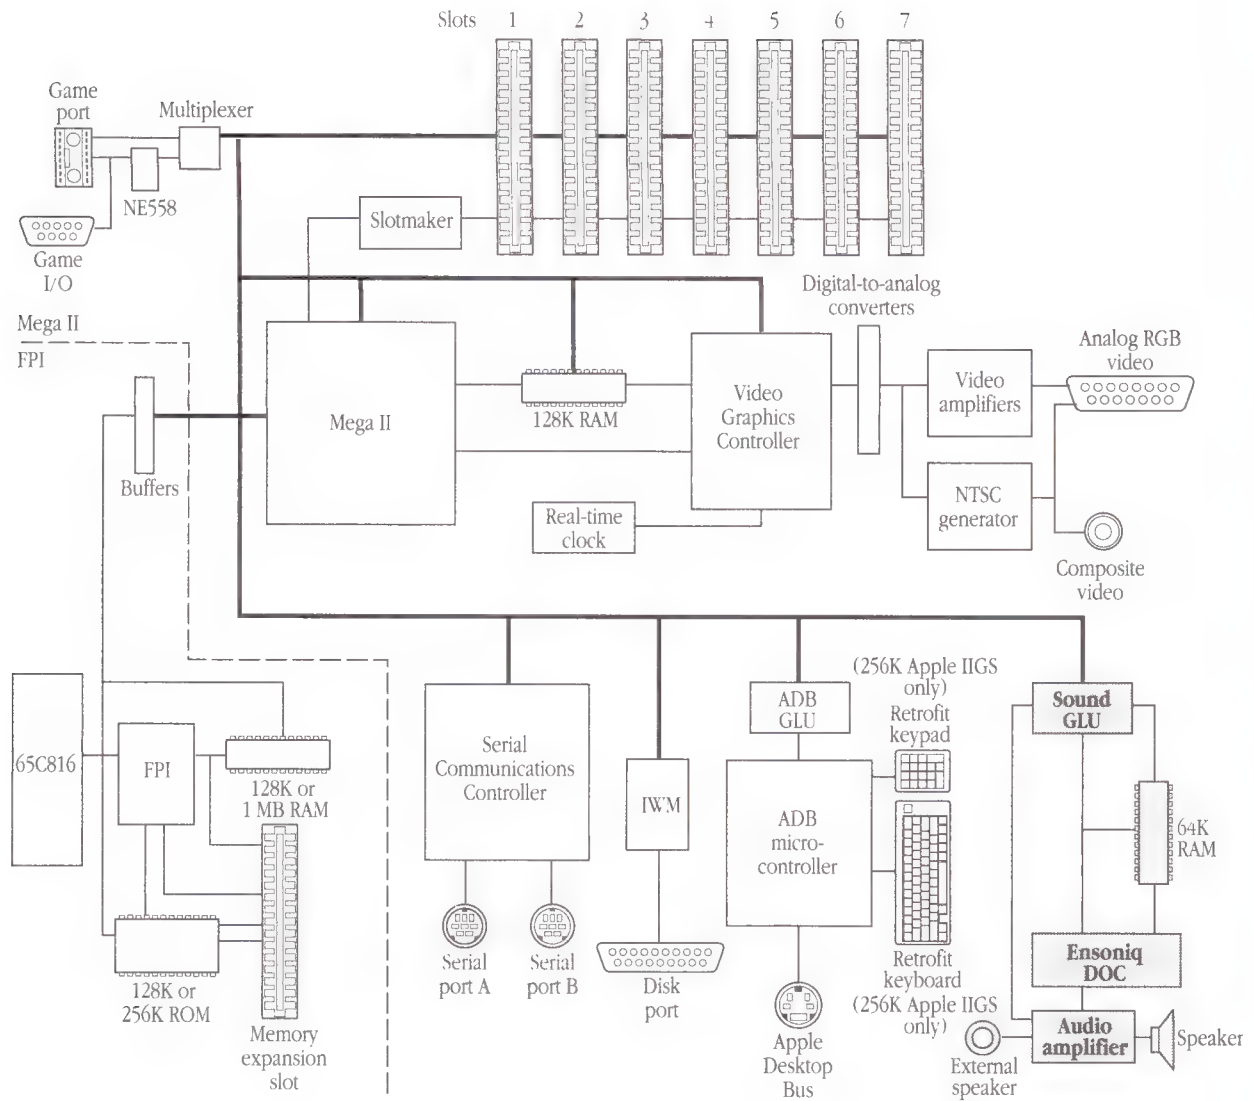 Slots 1 2 3 4 5 6 7
Game
port
Multiplexer
NE558
Game
I/O
Slotmaker
Digital-to-analog
converters
Mega II
FPI
Buffers
Mega II
128K RAM
Video
Graphics
Controller
Real-time
clock
Video
amplifiers
NTSC
generator
Analog RGB
video
Composite
video
65C816
FPI
128K or
1 MB RAM
128K or
256K ROM
Memory
expansion
slot
Serial
Communications
Controller
Serial
port A
Serial
port B
IWM
Disk
port
ADB
GLU
ADB
micro-
controller
Apple
Desktop
Bus
(256K Apple IIGS
only)
Retrofit
keypad
Retrofit
keyboard
(256K Apple IIGS
only)
Sound
GLU
64K
RAM
Ensoniq
DOC
Audio
amplifier
External
speaker
Speaker